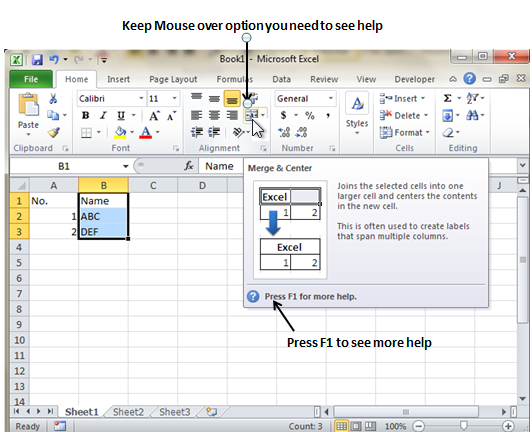 Keep Mouse over option you need to see help
Book1 - Microsoft Excel
File Home Insert Page Layout Formulas Data Review View Developer
Calibri 11 General Insert
Paste B I U A A $ % , Styles Delete
Format
Clipboard Font Alignment Number Cells Editing
B1 fx Name
A B C D J
1 No. Name
2 1 ABC
3 2 DEF
4
5
6
7
8
9
10
11
12
13
14
Merge & Center
Excel
1 2
Excel
1 2
Joins the selected cells into one
larger cell and centers the contents
in the new cell.
This is often used to create labels
that span multiple columns.
Press F1 for more help.
Press F1 to see more help
Sheet1 Sheet2 Sheet3
Ready Count: 3 100%